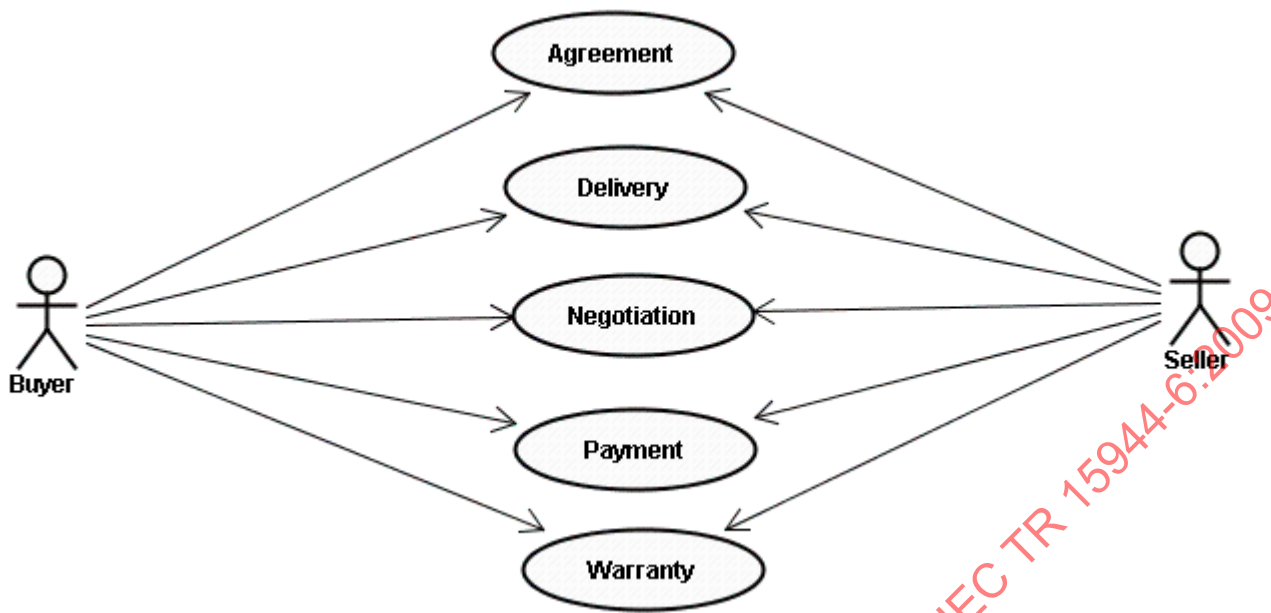 Agreement
Delivery
Negotiation
Payment
Warranty
Buyer
Seller
IEC TR 15944-6:2009